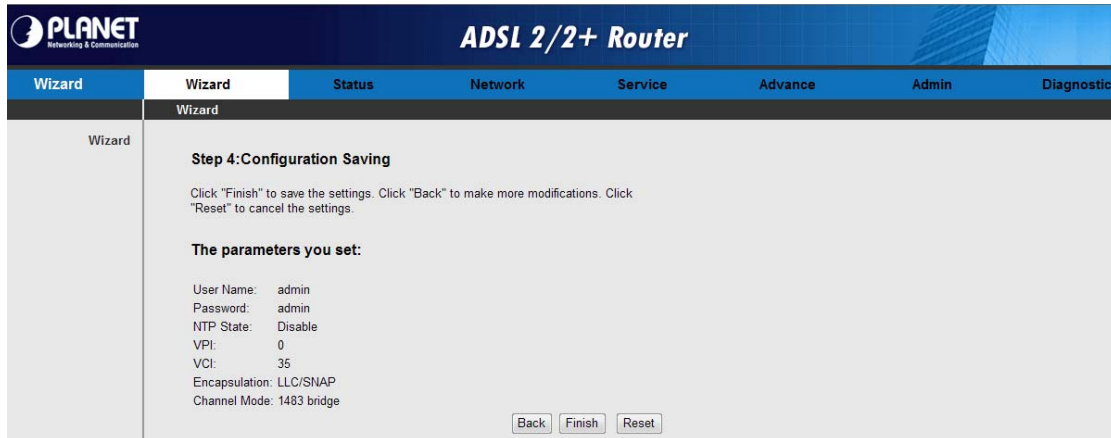 PLANET
Networking & Communication
ADSL 2/2+ Router
Wizard
Wizard Status Network Service Advance Admin Diagnostic
Wizard
Wizard
Step 4:Configuration Saving
Click "Finish" to save the settings. Click "Back" to make more modifications. Click
"Reset" to cancel the settings.
The parameters you set:
User Name: admin
Password: admin
NTP State: Disable
VPI: 0
VCI: 35
Encapsulation: LLC/SNAP
Channel Mode: 1483 bridge
Back Finish Reset